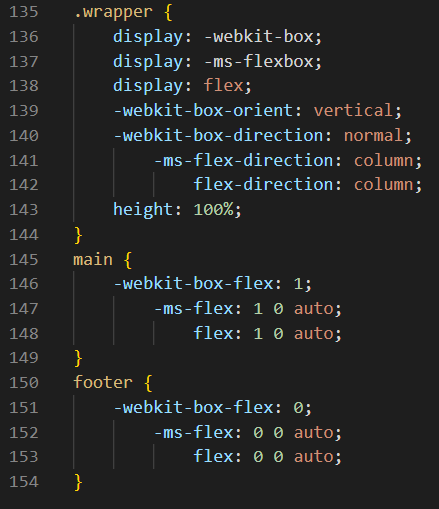 135 .wrapper {
136 display: -webkit-box;
137 display: -ms-flexbox;
138 display: flex;
139 -webkit-box-orient: vertical;
140 -webkit-box-direction: normal;
141 -ms-flex-direction: column;
142 flex-direction: column;
143 height: 100%;
144 }
145 main {
146 -webkit-box-flex: 1;
147 -ms-flex: 1 0 auto;
148 flex: 1 0 auto;
149 }
150 footer {
151 -webkit-box-flex: 0;
152 -ms-flex: 0 0 auto;
153 flex: 0 0 auto;
154 }